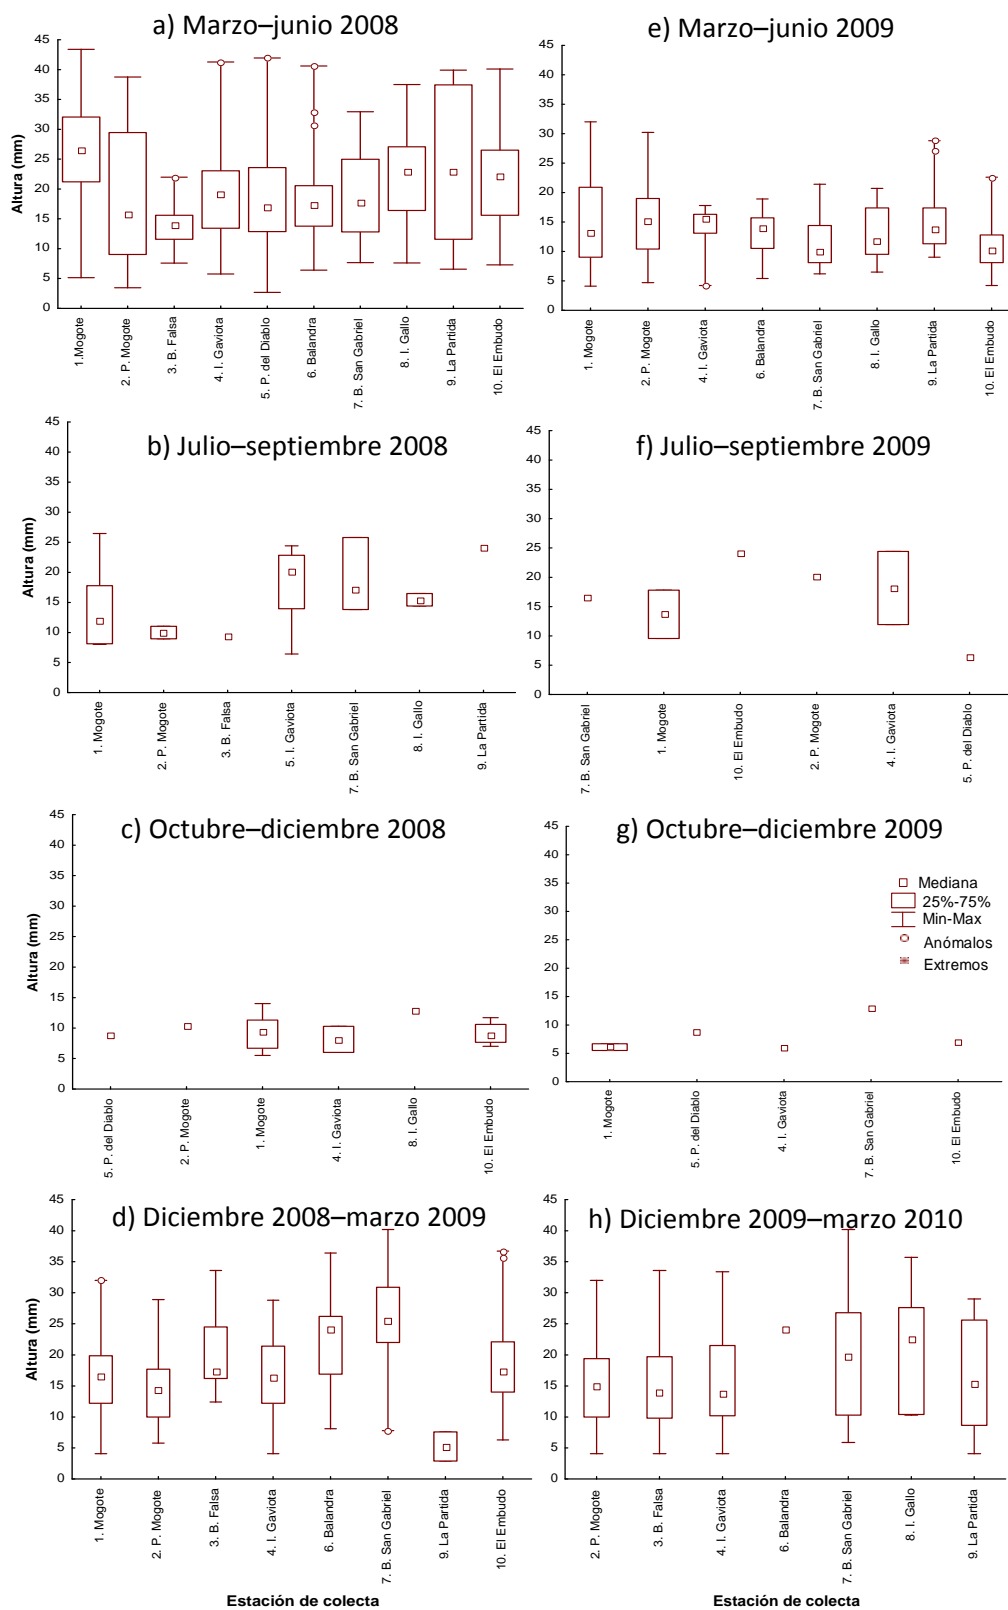 a) Marzo–junio 2008
Altura (mm)
45
40
35
30
25
20
15
10
5
0
1.Mogote
2. P. Mogote
3. B. Falsa
4. I. Gaviota
5. P. del Diablo
6. Balandra
7. B. San Gabriel
8. I. Gallo
9. La Partida
10. El Embudo
e) Marzo–junio 2009
45
40
35
30
25
20
15
10
5
0
1. Mogote
2. P. Mogote
4. I. Gaviota
6. Balandra
7. B. San Gabriel
8. I. Gallo
9. La Partida
10. El Embudo
b) Julio–septiembre 2008
Altura (mm)
45
40
35
30
25
20
15
10
5
0
1. Mogote
2. P. Mogote
3. B. Falsa
5. I. Gaviota
7. B. San Gabriel
8. I. Gallo
9. La Partida
f) Julio–septiembre 2009
45
40
35
30
25
20
15
10
5
0
7. B. San Gabriel
1. Mogote
10. El Embudo
2. P. Mogote
4. I. Gaviota
5. P. del Diablo
c) Octubre–diciembre 2008
Altura (mm)
45
40
35
30
25
20
15
10
5
0
5. P. del Diablo
2. P. Mogote
1. Mogote
4. I. Gaviota
8. I. Gallo
10. El Embudo
g) Octubre–diciembre 2009
45
40
35
30
25
20
15
10
5
0
Mediana
25%-75%
Min-Max
Anómalos
Extremos
1. Mogote
5. P. del Diablo
4. I. Gaviota
7. B. San Gabriel
10. El Embudo
d) Diciembre 2008–marzo 2009
Altura (mm)
45
40
35
30
25
20
15
10
5
0
1. Mogote
2. P. Mogote
3. B. Falsa
4. I. Gaviota
6. Balandra
7. B. San Gabriel
9. La Partida
10. El Embudo
Estación de colecta
h) Diciembre 2009–marzo 2010
45
40
35
30
25
20
15
10
5
0
2. P. Mogote
3. B. Falsa
4. I. Gaviota
6. Balandra
7. B. San Gabriel
8. I. Gallo
9. La Partida
Estación de colecta